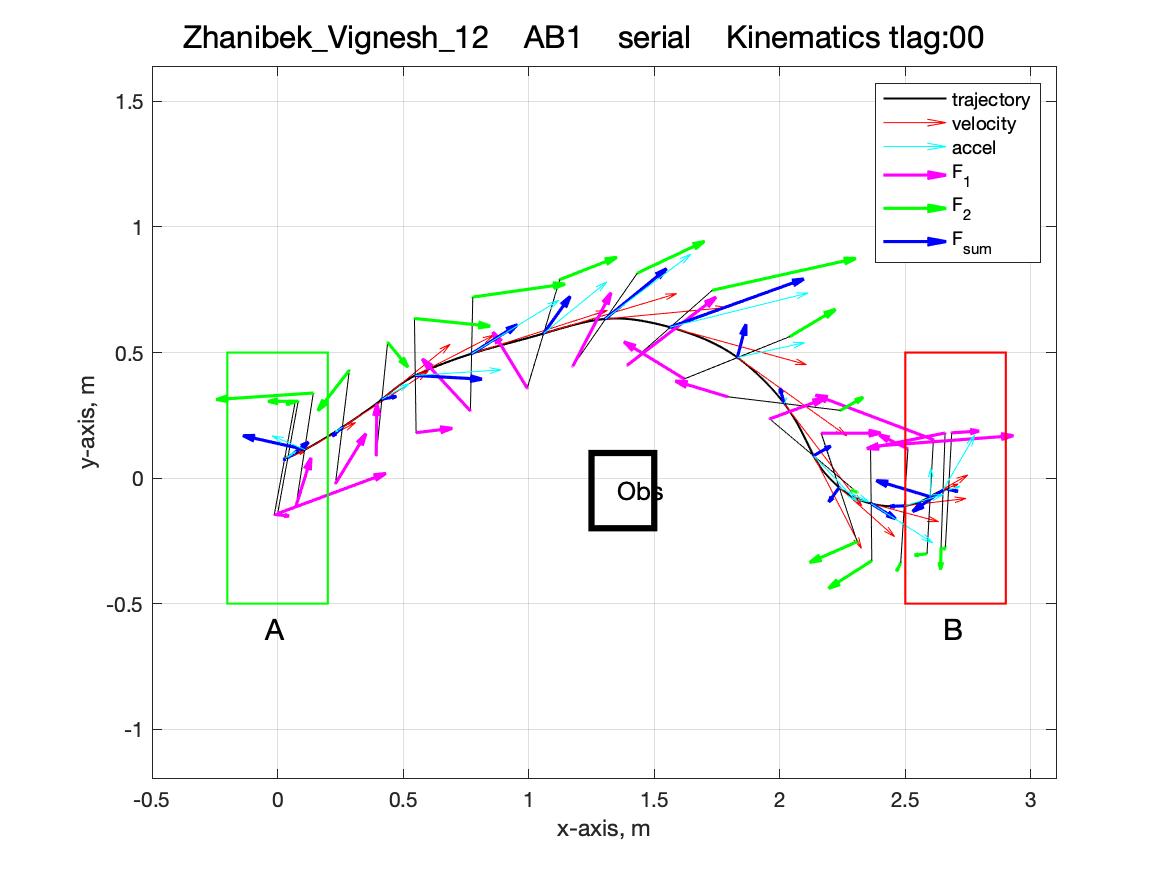 Zhanibek_Vignesh_12 AB1 serial Kinematics tlag:00
trajectory
velocity
accel
F1
F2
Fsum
1.5
1
0.5
0
-0.5
-1
y-axis, m
Obs
A
B
-0.5 0 0.5 1 1.5 2 2.5 3
x-axis, m